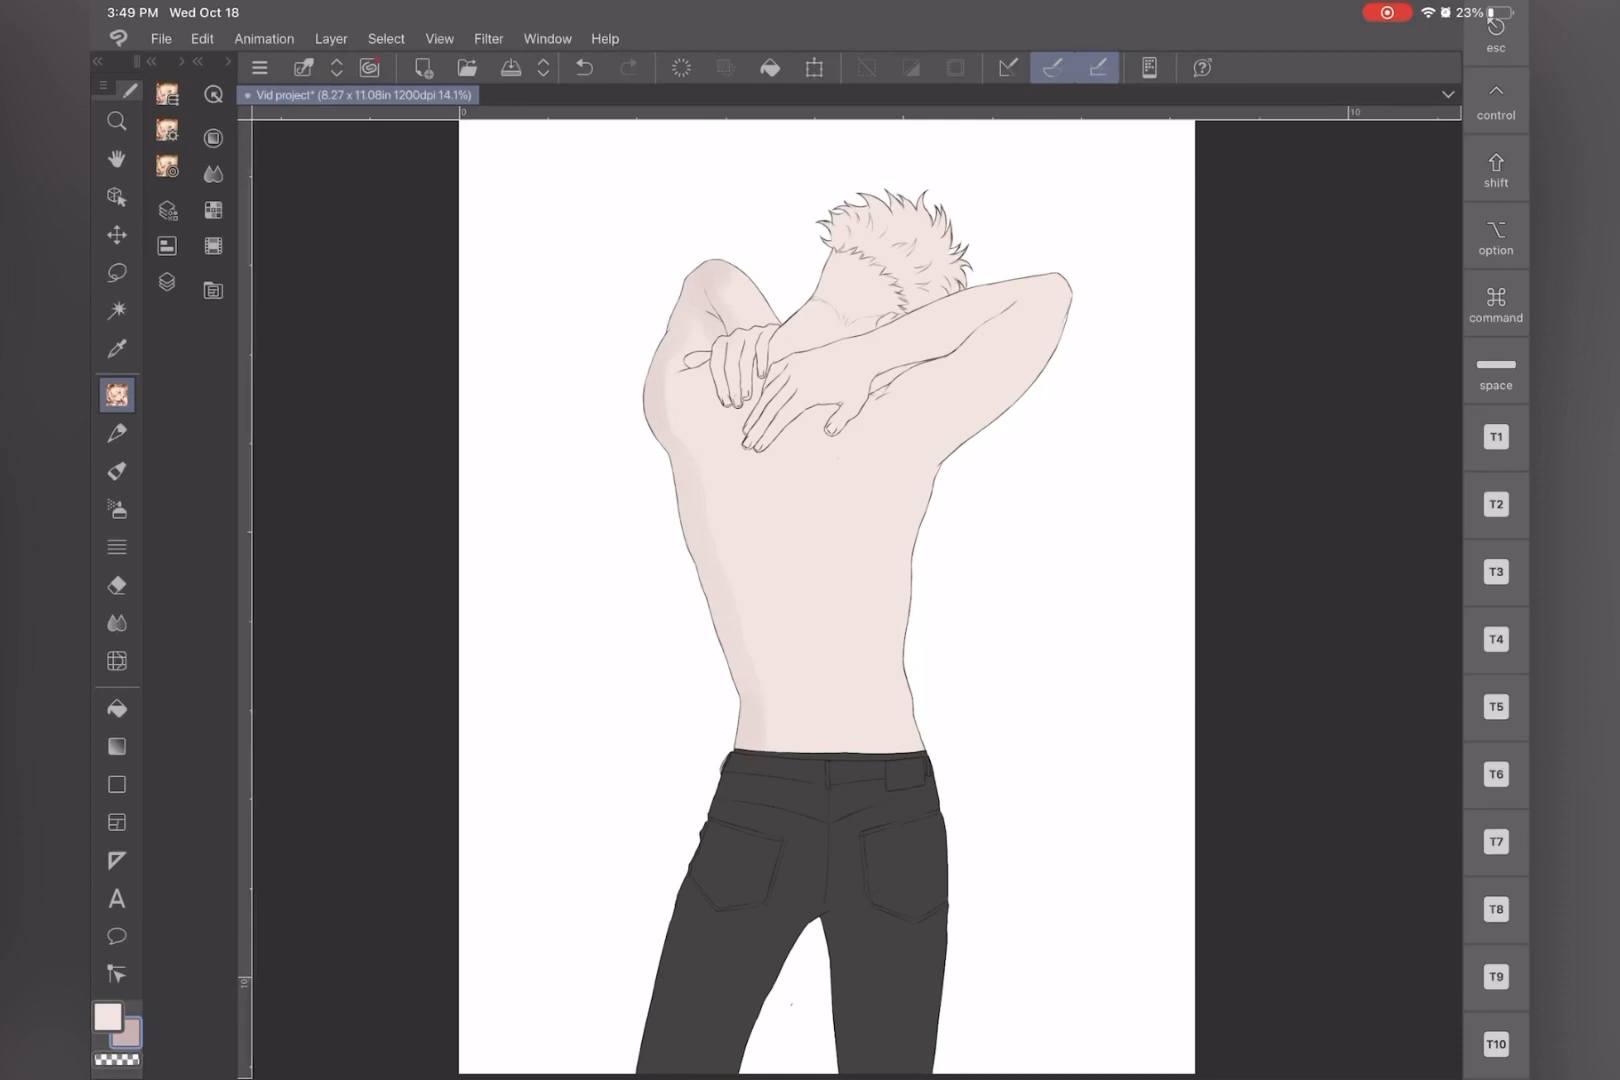 3:49 PM Wed Oct 18
23%
File Edit Animation Layer Select View Filter Window Help
Vid project* (8.27 x 11.08in 1200dpi 14.1%)
0
10
10
esc
control
shift
option
command
space
T1
T2
T3
T4
T5
T6
T7
T8
T9
T10